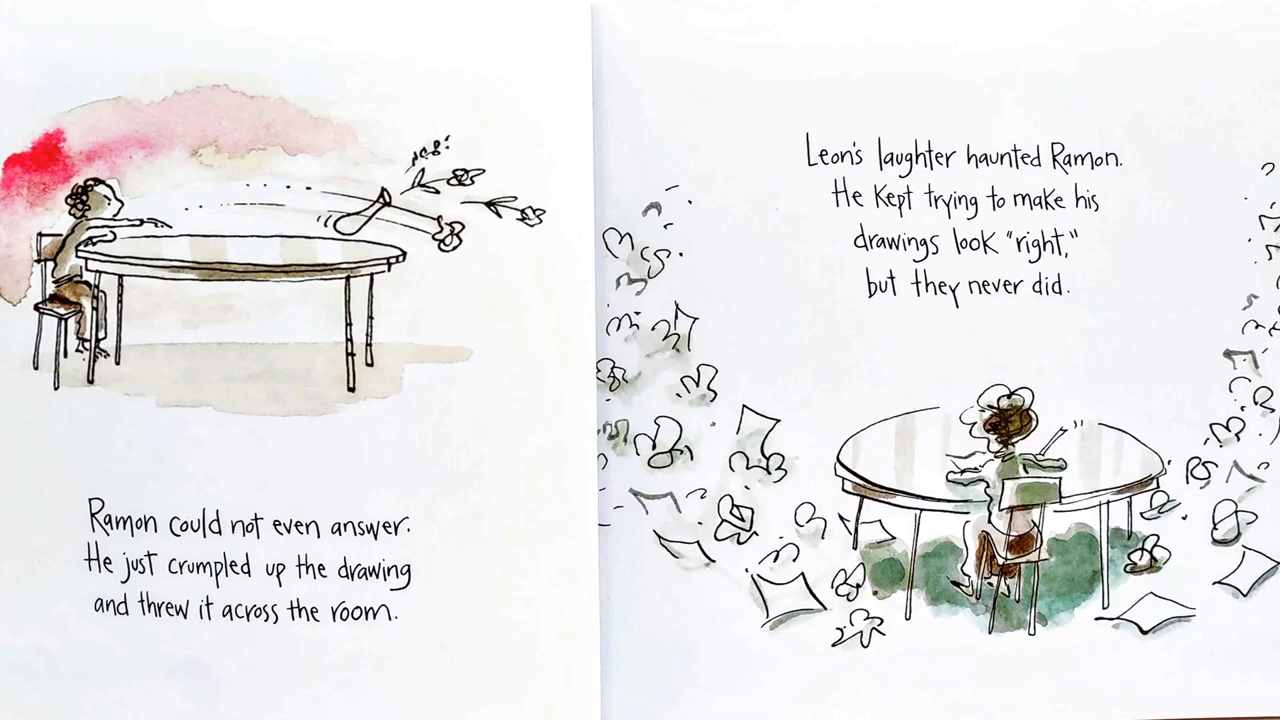 Ramon could not even answer.
He just crumpled up the drawing
and threw it across the room.
Leon's laughter haunted Ramon.
He kept trying to make his
drawings look "right,"
but they never did.